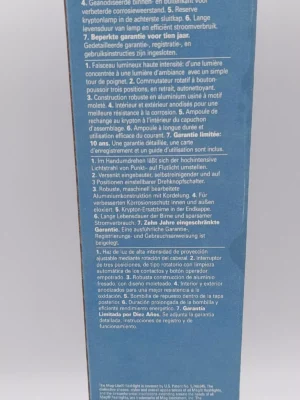 4. Geanodiseerde binnen- en buitenkant voor
verbeterde corrosieweerstand. 5. Reserve
kryptonlamp in de achterste sluitkap. 6. Lange
levensduur van lamp en efficiënt stroomverbruik.
7. Beperkte garantie voor tien jaar.
Gedetailleerde garantie-, registratie-, en
gebruiksinstructies zijn ingesloten.
1. Faisceau lumineux haute intensité: d'une lumière
concentrée à une lumière d'ambiance avec un simple
tour de poignet. 2. Commutateur rotatif à bouton-
poussoir trois positions, en retrait, autonettoyant.
3. Construction robuste en aluminium usiné à motif
moleté. 4. Intérieur et extérieur anodisés pour une
meilleure résistance à la corrosion. 5. Ampoule de
rechange au krypton à l'intérieur du capuchon
d'assemblage. 6. Ampoule à longue durée et
utilisation efficace du courant. 7. Garantie limitée:
10 ans. Une garantie détaillée, une carte
d'enregistrement et un guide d'utilisation sont inclus.
1. Im Handumdrehen läßt sich der hochintensive
Lichtstrahl von Punkt- auf Flutlicht umstellen.
2. Versenkt eingebauter, selbstreinigender und auf
3 Positionen einstellbarer Drehknopfschalter.
3. Robuste, maschinell bearbeitete
Aluminiumkonstruktion mit Kordelung. 4. Für
verbesserten Korrosionsschutz innen und außen
eloxiert. 5. Krypton-Ersatzbirne in der Endkappe.
6. Lange Lebensdauer der Birne und sparsamer
Stromverbrauch. 7. Zehn Jahre eingeschränkte
Garantie. Eine ausführliche Garantie-,
Registrierungs- und Gebrauchsanweisung ist
beigelegt.
1. Haz de luz de alta intensidad de proyección
ajustable mediante rotación del cabezal. 2. Interruptor
de tres posiciones, de tipo rotatorio con limpieza
automática de los contactos y botón operador
empotrado. 3. Robusta construcción de aluminio
fresado, con diseño moleteado. 4. Interior y exterior
anodizados para una mejor resistencia a la
oxidación. 5. Bombilla de repuesto dentro de la tapa
posterior. 6. Duración prolongada de la bombilla y
eficiente rendimiento energético. 7. Garantía
Limitada por Diez Años. Se adjunta la garantía
detallada, instrucciones de registro y de
funcionamiento.